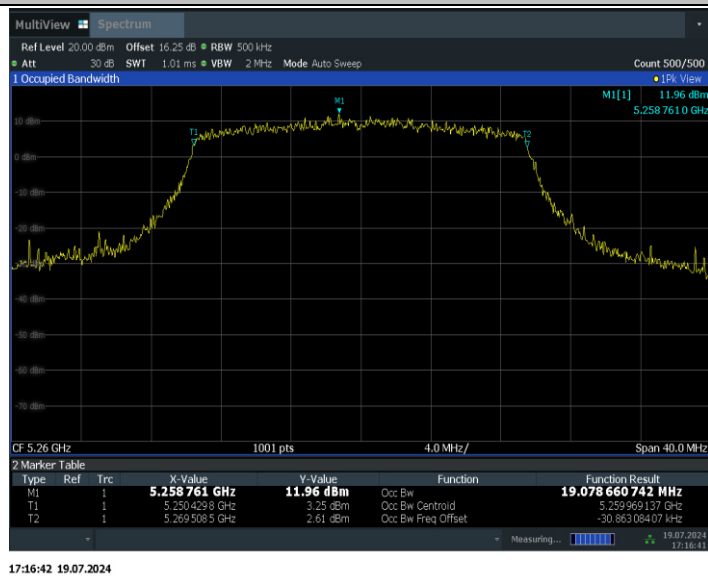 MultiView Spectrum
Ref Level 20.00 dBm Offset 16.25 dB RBW 500 kHz
Att 30 dB SWT 1.01 ms VBW 2 MHz Mode Auto Sweep Count 500/500
1 Occupied Bandwidth 1Pk View
M1[1] 11.96 dBm
5.258 761 0 GHz
M1
10 dBm
T1
T2
0 dBm
-10 dBm
-20 dBm
-40 dBm
-50 dBm
-60 dBm
-70 dBm
CF 5.26 GHz 1001 pts 4.0 MHz/ Span 40.0 MHz
2 Marker Table
Type Ref Trc X-Value Y-Value Function Function Result
M1 1 5.258 761 GHz 11.96 dBm Occ Bw 19.078 660 742 MHz
T1 1 5.250 429 8 GHz 3.25 dBm Occ Bw Centroid 5.259 969 137 GHz
T2 1 5.269 508 5 GHz 2.61 dBm Occ Bw Freq Offset -30.863 084 07 kHz
Measuring... 19.07.2024
17:16:41
17:16:42 19.07.2024